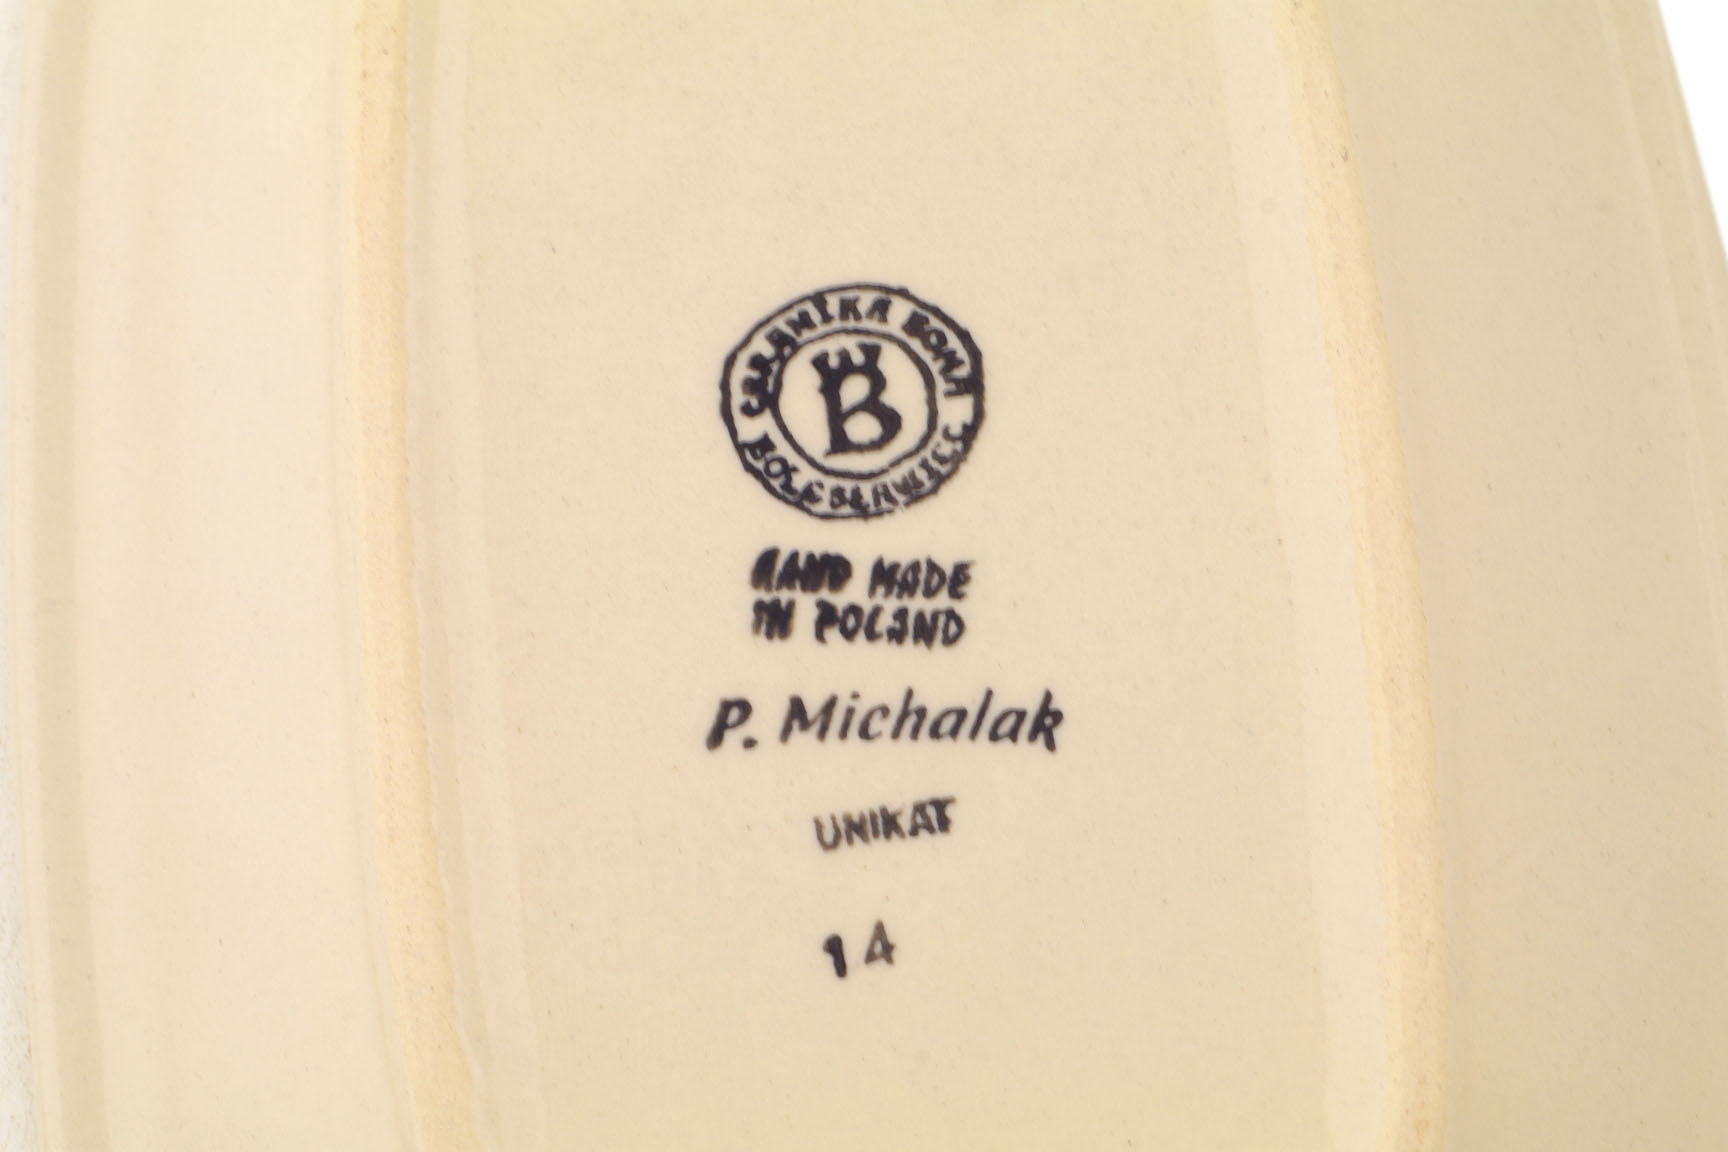 CERAMIKA BONA
BOLESŁAWIEC
B
HAND MADE
IN POLAND
P. Michalak
UNIKAT
14